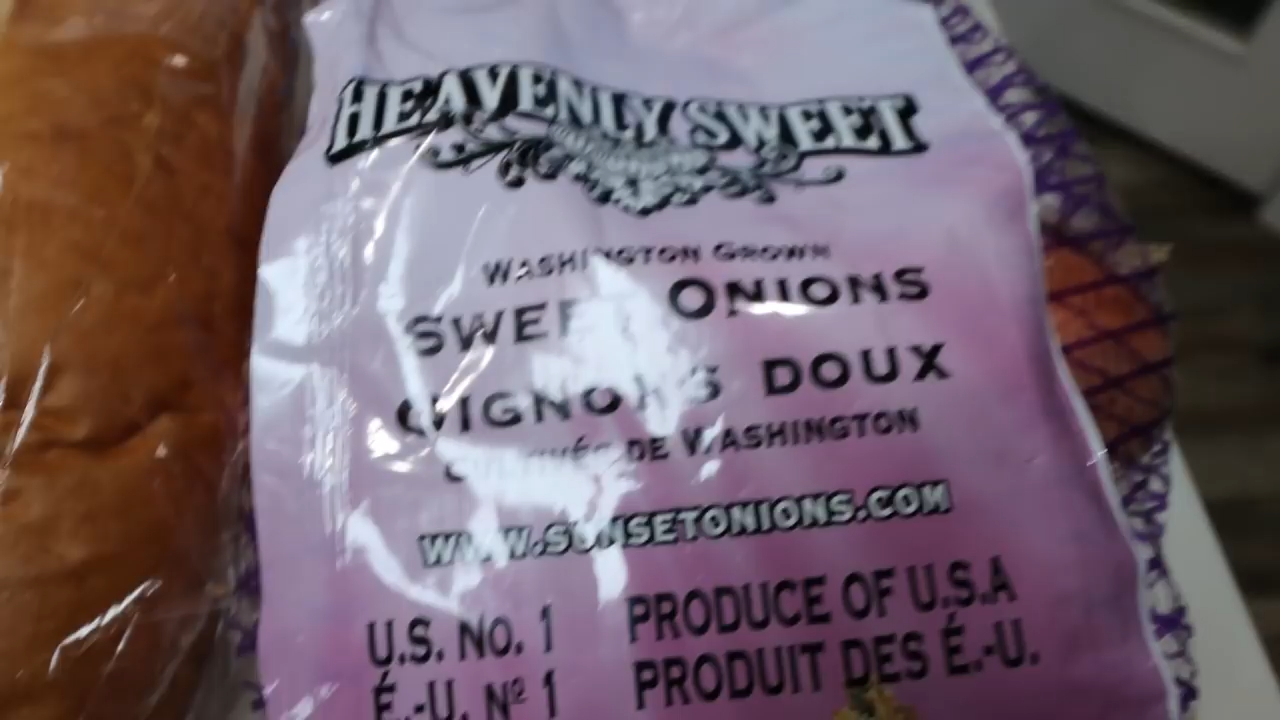 HEAVENLY SWEET
WASHINGTON GROWN
SWEET ONIONS
OIGNONS DOUX
CULTIVÉS DE WASHINGTON
WWW.SUNSETONIONS.COM
U.S. NO. 1 PRODUCE OF U.S.A
É.-U. Nº 1 PRODUIT DES É.-U.